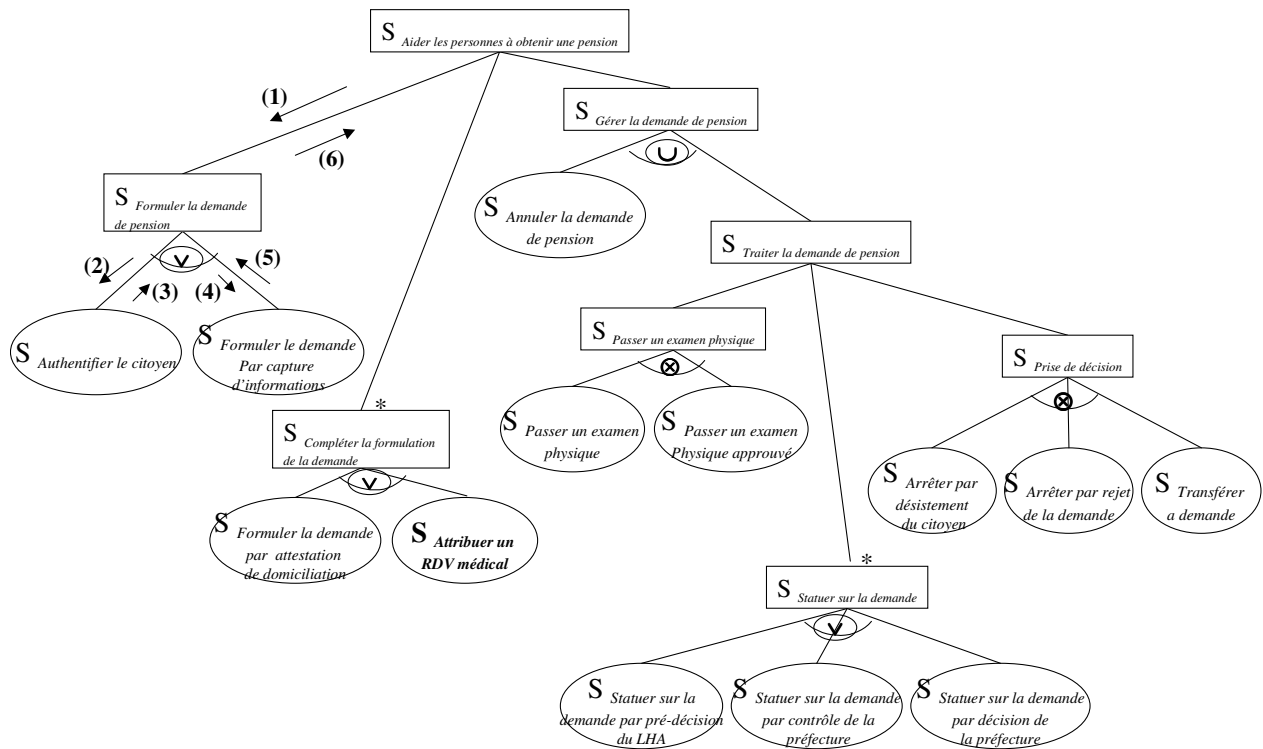 S Aider les personnes à obtenir une pension
(1)
(6)
S Gérer la demande de pension
U
S Formuler la demande
de pension
S Annuler la demande
de pension
S Traiter la demande de pension
(2)
(3)
v
(4)
(5)
S Authentifier le citoyen
S Formuler le demande
Par capture
d'informations
S Passer un examen physique
⊗
S Prise de décision
⊗
*
S Compléter la formulation
de la demande
v
S Passer un examen
physique
S Passer un examen
Physique approuvé
S Arrêter par
désistement
du citoyen
S Arrêter par rejet
de la demande
S Transférer
a demande
S Formuler la demande
par attestation
de domiciliation
S Attribuer un
RDV médical
*
S Statuer sur la demande
v
S Statuer sur la
demande par pré-décision
du LHA
S Statuer sur la demande
par contrôle de la
préfecture
S Statuer sur la demande
par décision de
la préfecture